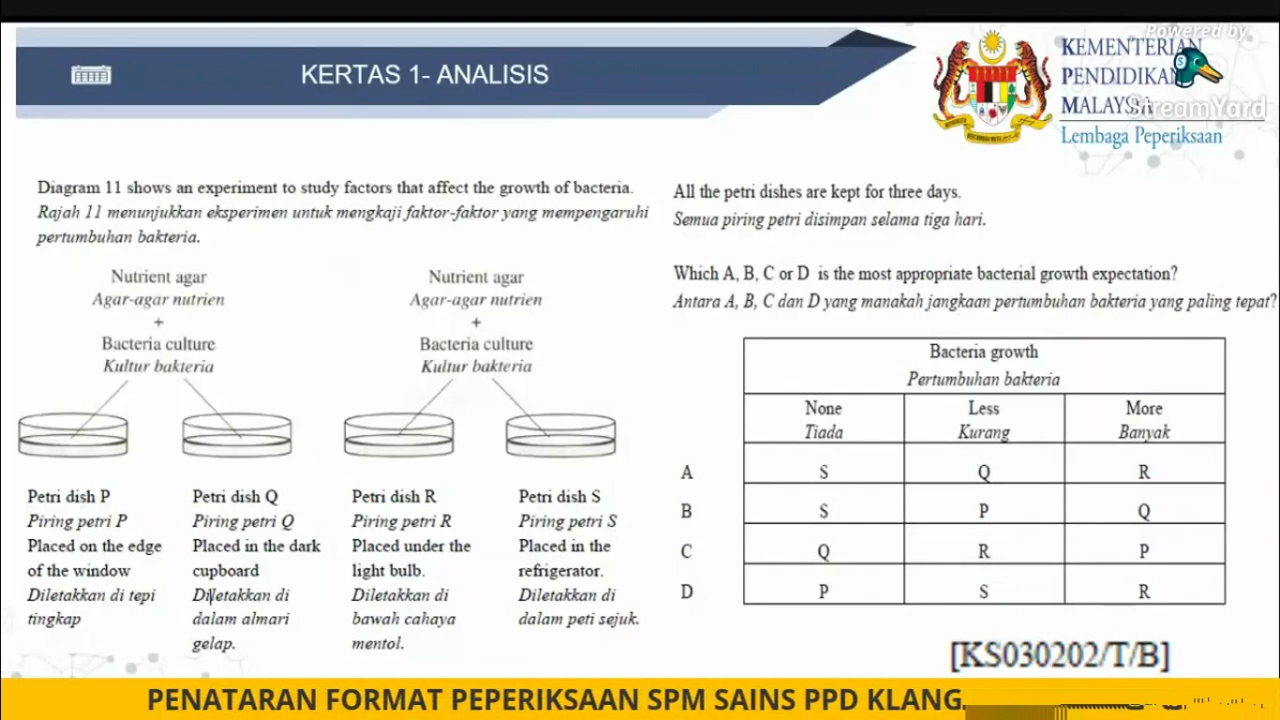 Powered by
StreamYard
KERTAS 1- ANALISIS
KEMENTERIAN
PENDIDIKAN
MALAYSIA
Lembaga Peperiksaan
Diagram 11 shows an experiment to study factors that affect the growth of bacteria.
Rajah 11 menunjukkan eksperimen untuk mengkaji faktor-faktor yang mempengaruhi
pertumbuhan bakteria.
Nutrient agar
Agar-agar nutrien
+
Bacteria culture
Kultur bakteria
Nutrient agar
Agar-agar nutrien
+
Bacteria culture
Kultur bakteria
Petri dish P
Piring petri P
Placed on the edge
of the window
Diletakkan di tepi
tingkap
Petri dish Q
Piring petri Q
Placed in the dark
cupboard
Diletakkan di
dalam almari
gelap.
Petri dish R
Piring petri R
Placed under the
light bulb.
Diletakkan di
bawah cahaya
mentol.
Petri dish S
Piring petri S
Placed in the
refrigerator.
Diletakkan di
dalam peti sejuk.
All the petri dishes are kept for three days.
Semua piring petri disimpan selama tiga hari.
Which A, B, C or D is the most appropriate bacterial growth expectation?
Antara A, B, C dan D yang manakah jangkaan pertumbuhan bakteria yang paling tepat?
Bacteria growth
Pertumbuhan bakteria
None Less More
Tiada Kurang Banyak
A S Q R
B S P Q
C Q R P
D P S R
[KS030202/T/B]
PENATARAN FORMAT PEPERIKSAAN SPM SAINS PPD KLANG